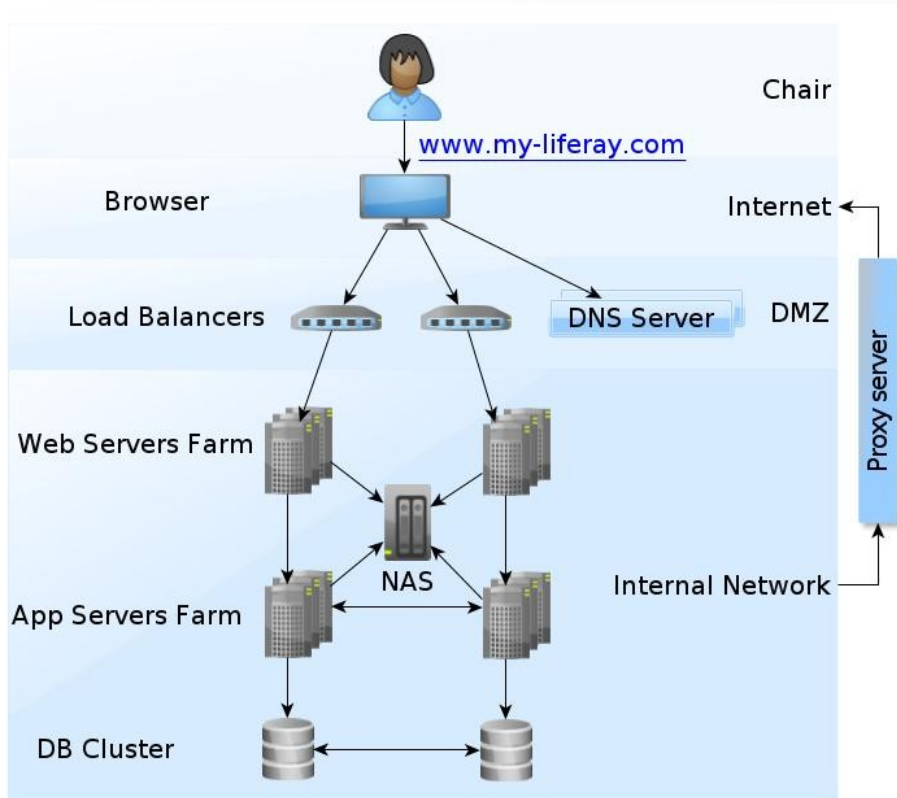 Chair
www.my-liferay.com
Browser
Internet
Load Balancers
DNS Server
DMZ
Proxy server
Web Servers Farm
NAS
Internal Network
App Servers Farm
DB Cluster